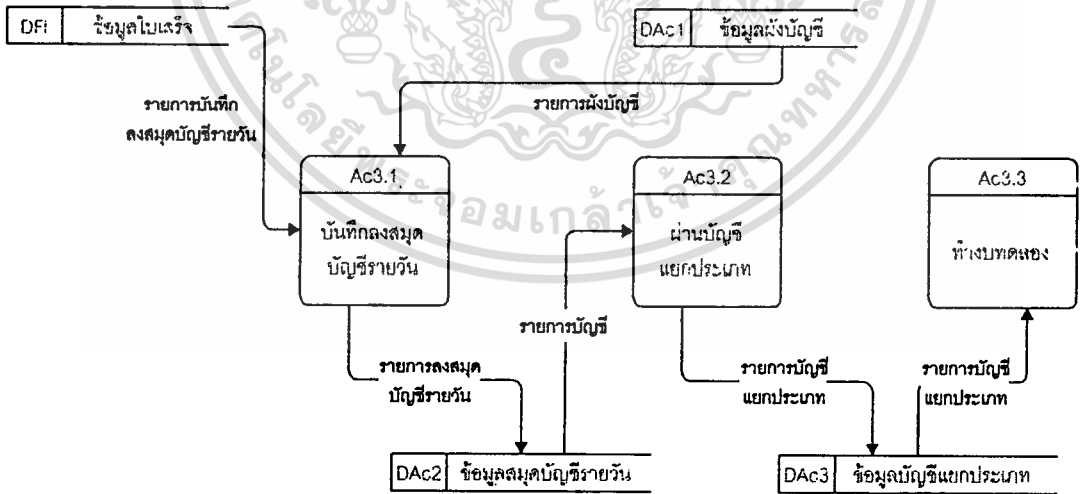 DFi ข้อมูลใบเสร็จ
DAc1 ข้อมูลผังบัญชี
รายการบันทึก
ลงสมุดบัญชีรายวัน
รายการผังบัญชี
Ac3.1
บันทึกลงสมุด
บัญชีรายวัน
Ac3.2
ผ่านบัญชี
แยกประเภท
Ac3.3
ทำงบทดลอง
รายการบัญชี
รายการลงสมุด
บัญชีรายวัน
รายการบัญชี
แยกประเภท
รายการบัญชี
แยกประเภท
DAc2 ข้อมูลสมุดบัญชีรายวัน
DAc3 ข้อมูลบัญชีแยกประเภท